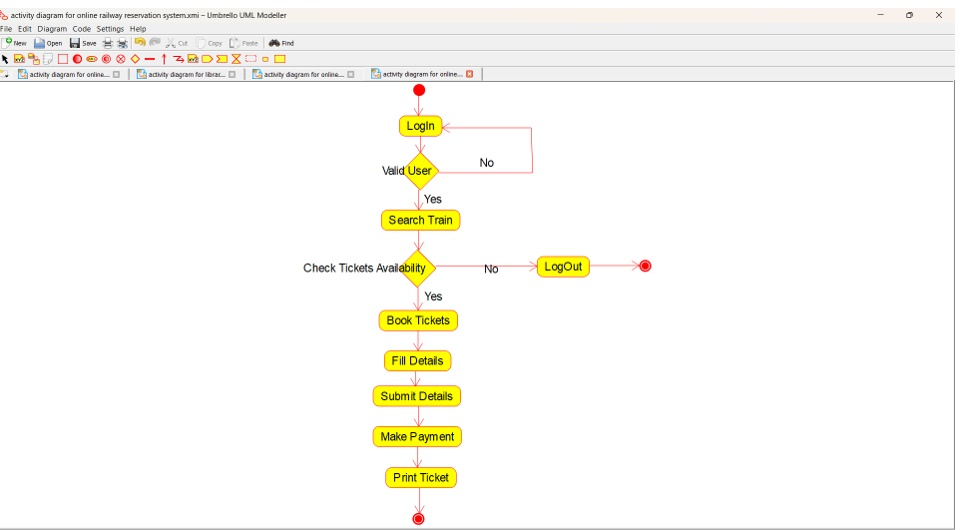 activity diagram for online railway reservation system.xmi – Umbrello UML Modeller
File Edit Diagram Code Settings Help
New Open Save Cut Copy Paste Find
activity diagram for online... activity diagram for librar... activity diagram for online... activity diagram for online...
LogIn
Valid User
No
Yes
Search Train
Check Tickets Availability
No
LogOut
Yes
Book Tickets
Fill Details
Submit Details
Make Payment
Print Ticket